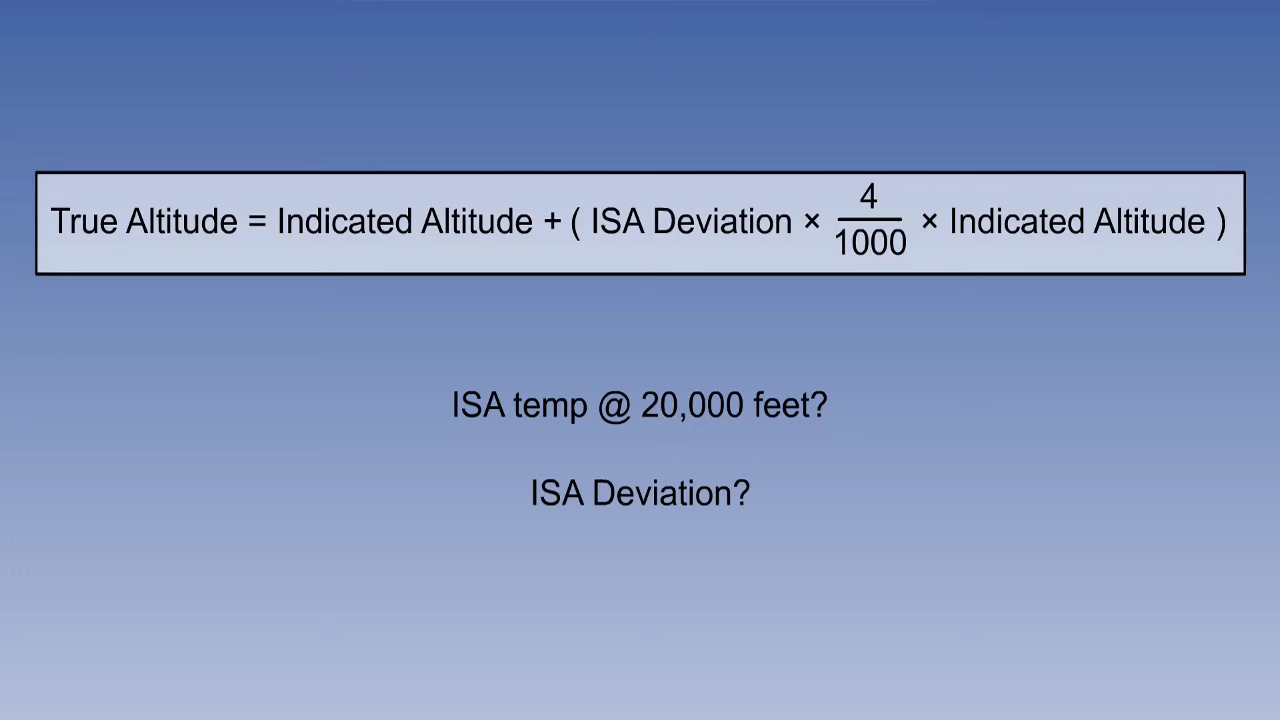 True Altitude = Indicated Altitude + ( ISA Deviation × 4/1000 × Indicated Altitude )
ISA temp @ 20,000 feet?
ISA Deviation?